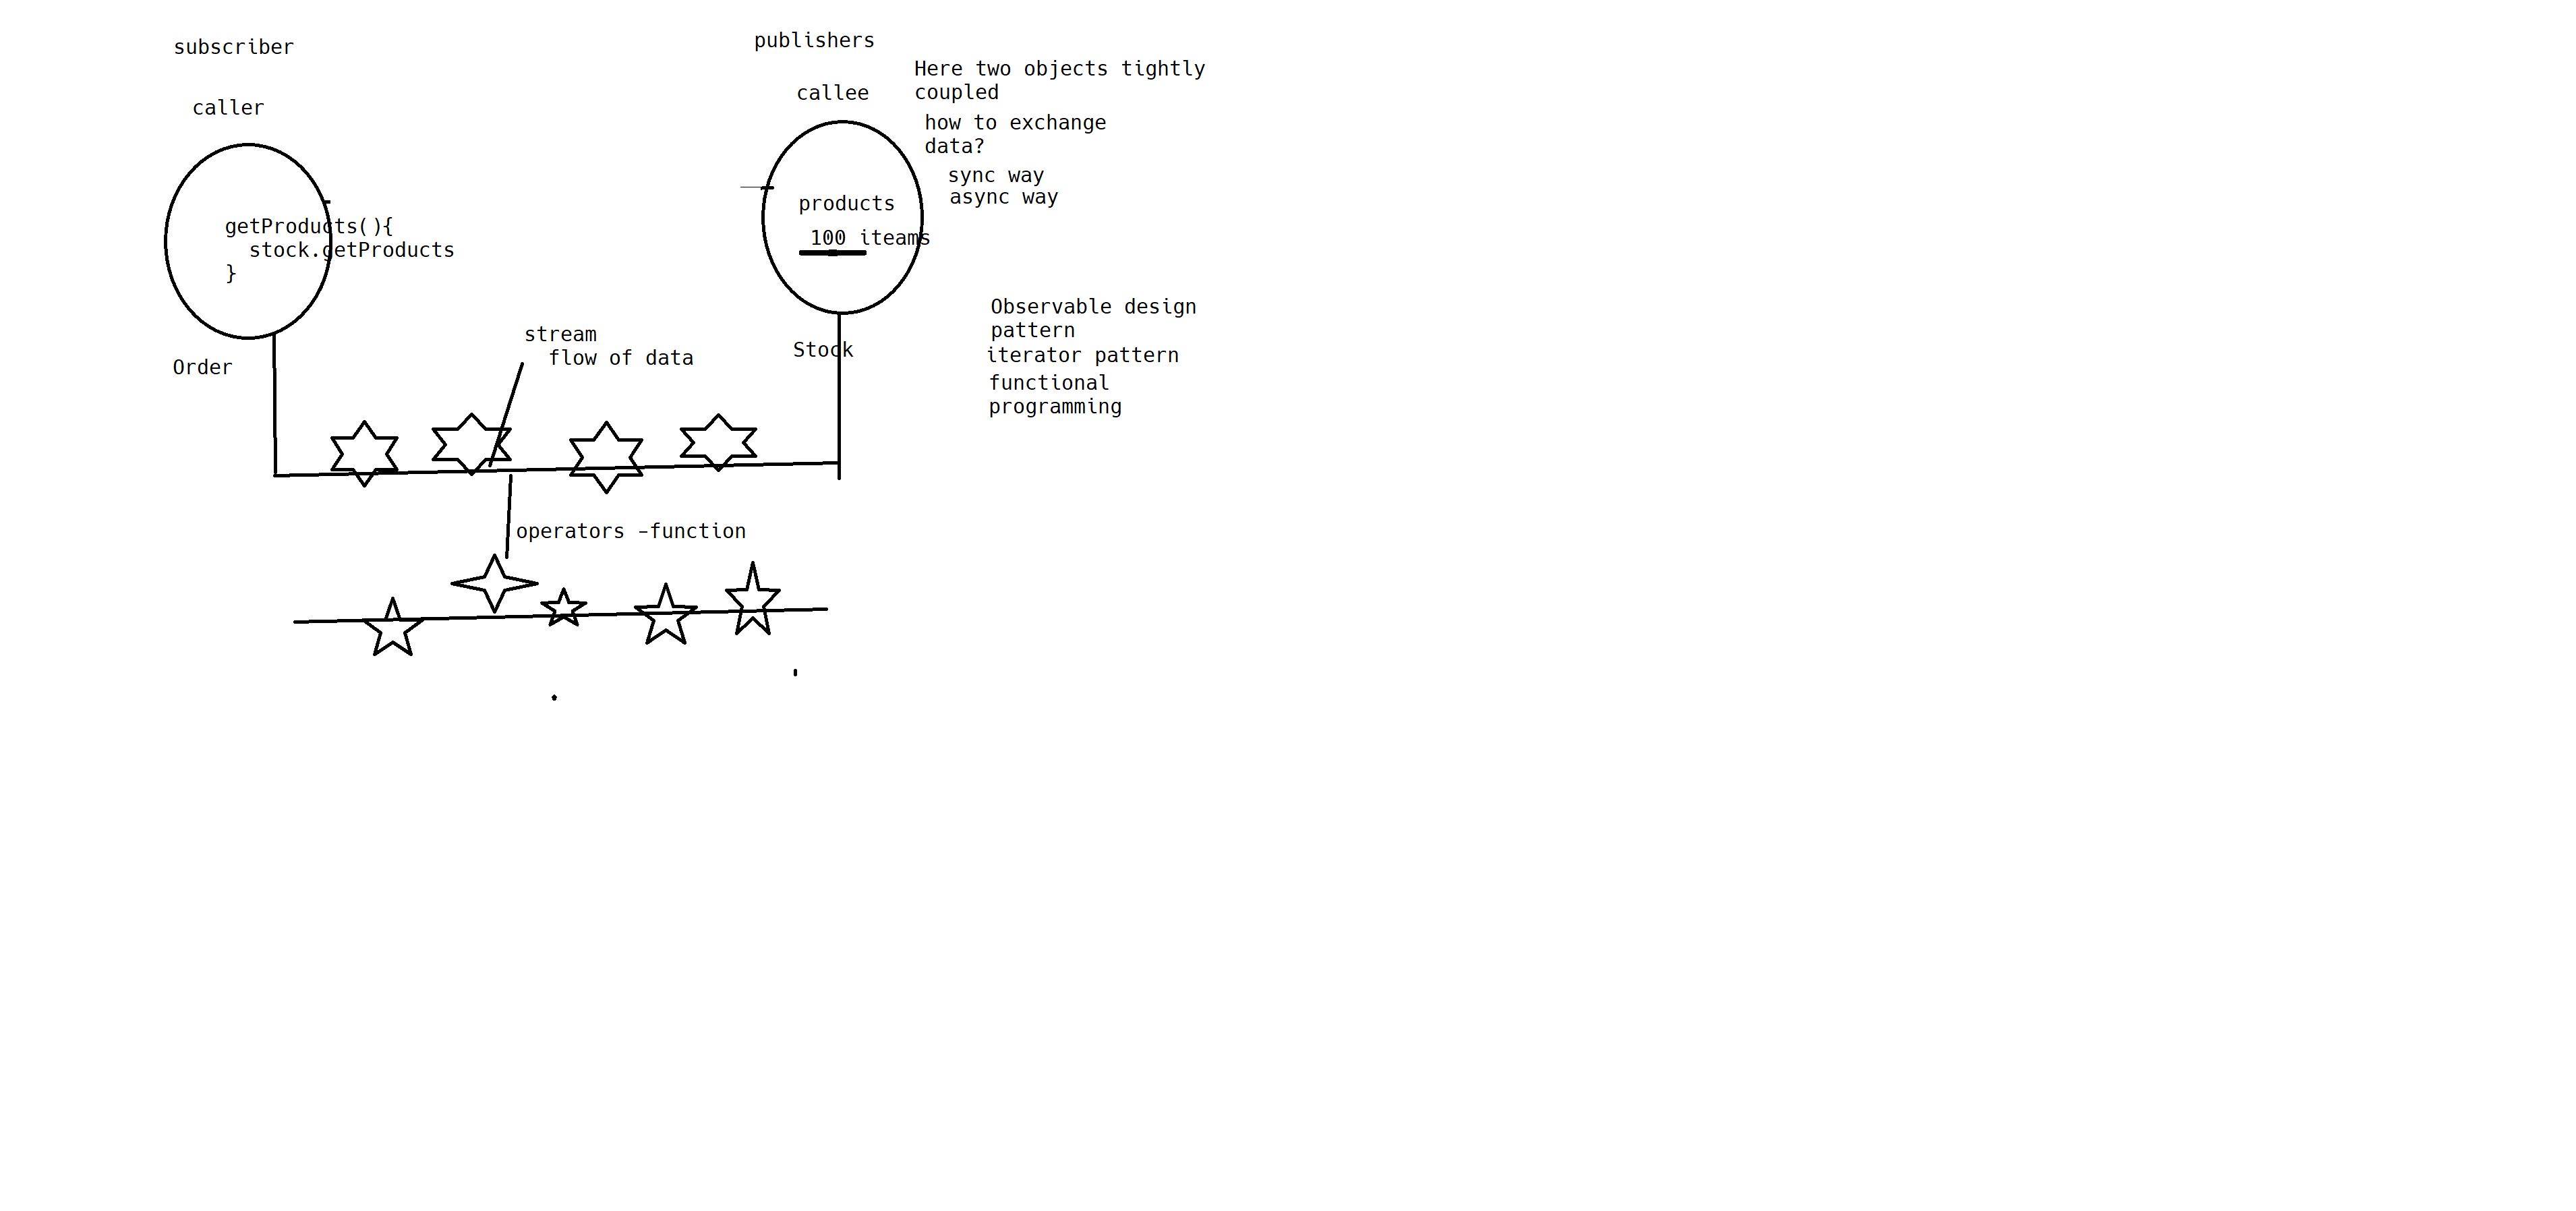 subscriber
caller
getProducts(){
stock.getProducts
}
Order
publishers
callee
products
100 iteams
Stock
Here two objects tightly
coupled
how to exchange
data?
sync way
async way
Observable design
pattern
iterator pattern
functional
programming
stream
flow of data
operators -function